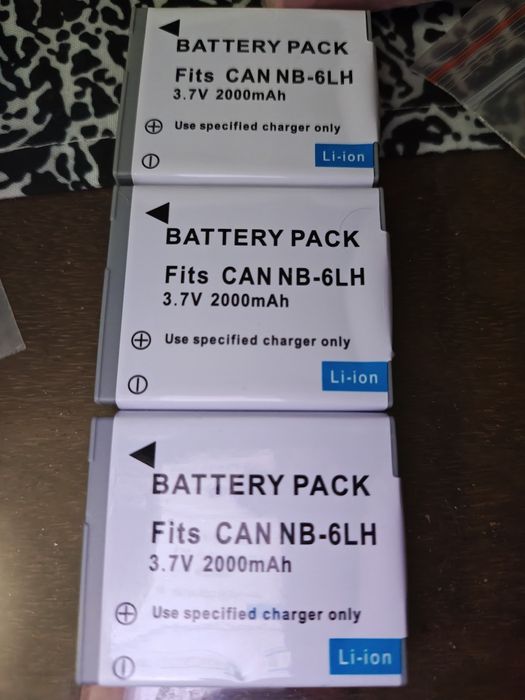 BATTERY PACK
Fits CAN NB-6LH
3.7V 2000mAh
Use specified charger only
Li-ion
BATTERY PACK
Fits CAN NB-6LH
3.7V 2000mAh
Use specified charger only
Li-ion
BATTERY PACK
Fits CAN NB-6LH
3.7V 2000mAh
Use specified charger only
Li-ion